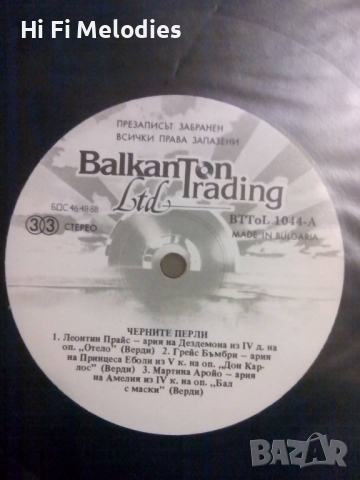 Hi Fi Melodies
ПРЕЗАПИСЪТ ЗАБРАНЕН
ВСИЧКИ ПРАВА ЗАПАЗЕНИ
BalkanTon
Trading
Ltd.
БДС 46-49-88
BTToL 1044-A
33 СТЕРЕО
MADE IN BULGARIA
ЧЕРНИТЕ ПЕРЛИ
1. Леонтин Прайс – ария на Дездемона из IV д. на
оп. „Отело” (Верди) 2. Грейс Бъмбри – ария
на Принцеса Еболи из V к. на оп. „Дон Кар-
лос” (Верди) 3. Мартина Аройо – ария
на Амелия из IV к. на оп. „Бал
с маски” (Верди)
BAZAR